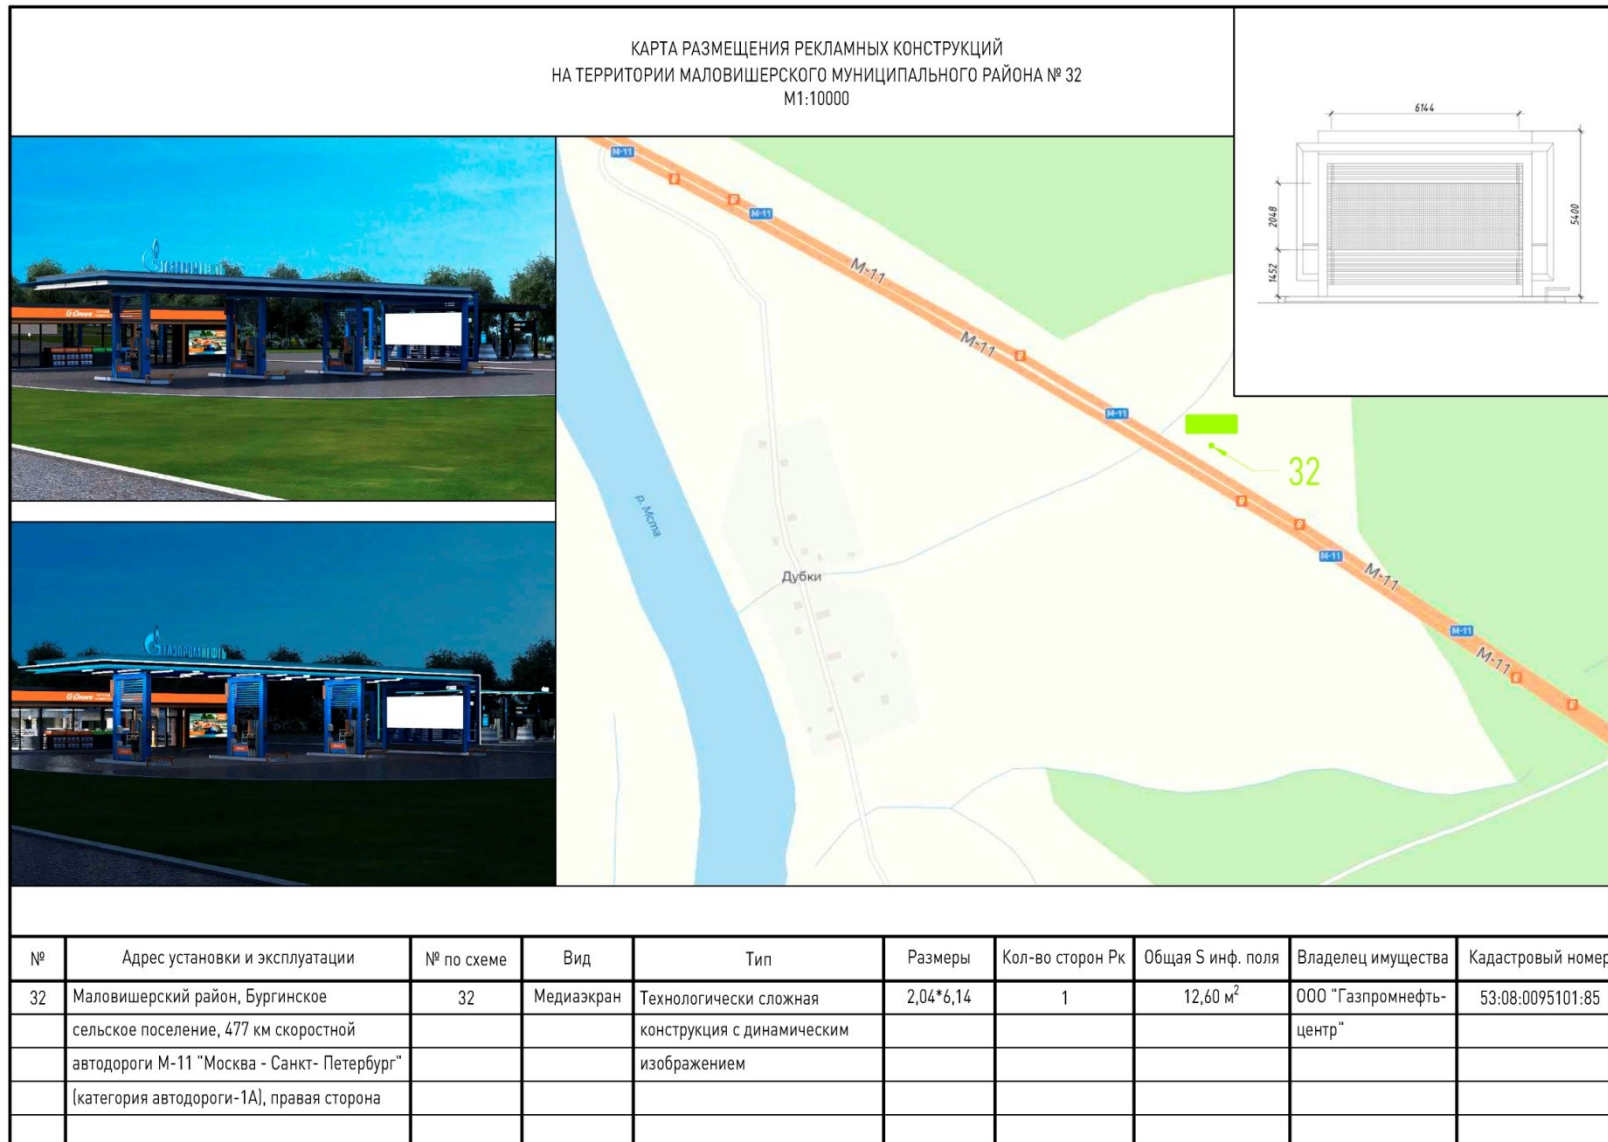 КАРТА РАЗМЕЩЕНИЯ РЕКЛАМНЫХ КОНСТРУКЦИЙ
НА ТЕРРИТОРИИ МАЛОВИШЕРСКОГО МУНИЦИПАЛЬНОГО РАЙОНА № 32
М1:10000
6144
2048
1452
5400
ГАЗПРОМНЕФТЬ
М-11
М-11
М-11
М-11
М-11
М-11
М-11
М-11
М-11
32
р. Мста
Дубки
№ Адрес установки и эксплуатации № по схеме Вид Тип Размеры Кол-во сторон Рк Общая S инф. поля Владелец имущества Кадастровый номер
32 Маловишерский район, Бургинское 32 Медиаэкран Технологически сложная 2,04*6,14 1 12,60 м² ООО "Газпромнефть- 53:08:0095101:85
сельское поселение, 477 км скоростной конструкция с динамическим центр"
автодороги М-11 "Москва - Санкт- Петербург" изображением
(категория автодороги-1А), правая сторона